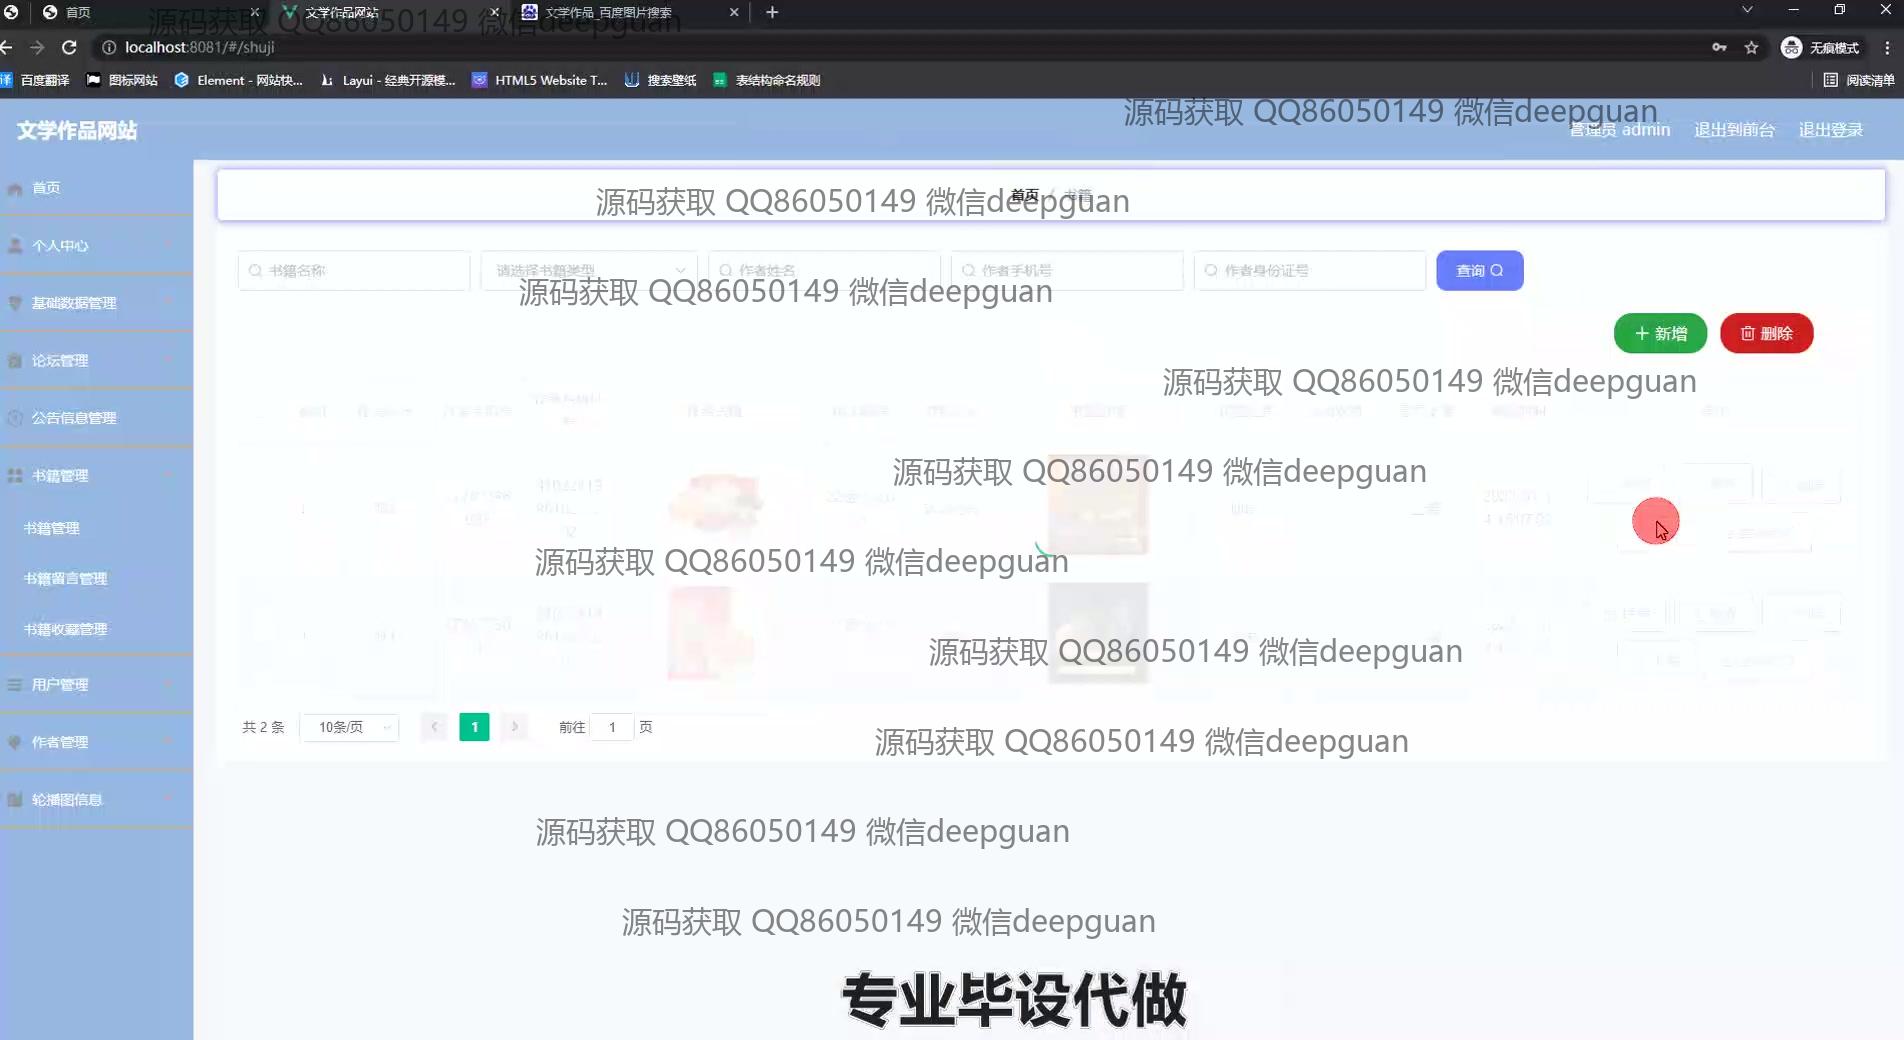 首页
文学作品网站
文学作品_百度图片搜索
源码获取 QQ86050149 微信deepguan
localhost:8081/#/shuji
无痕模式
百度翻译
图标网站
Element - 网站快...
Layui - 经典开源模...
HTML5 Website T...
搜索壁纸
表结构命名规则
阅读清单
源码获取 QQ86050149 微信deepguan
文学作品网站
管理员 admin
退出到前台
退出登录
首页
个人中心
基础数据管理
论坛管理
公告信息管理
书籍管理
书籍管理
书籍留言管理
书籍收藏管理
用户管理
作者管理
轮播图信息
首页 / 书籍
源码获取 QQ86050149 微信deepguan
书籍名称
请选择书籍类型
作者姓名
作者手机号
作者身份证号
查询
源码获取 QQ86050149 微信deepguan
新增
删除
源码获取 QQ86050149 微信deepguan
源码获取 QQ86050149 微信deepguan
源码获取 QQ86050149 微信deepguan
源码获取 QQ86050149 微信deepguan
共 2 条
10条/页
1
前往 1 页
源码获取 QQ86050149 微信deepguan
源码获取 QQ86050149 微信deepguan
源码获取 QQ86050149 微信deepguan
专业毕设代做